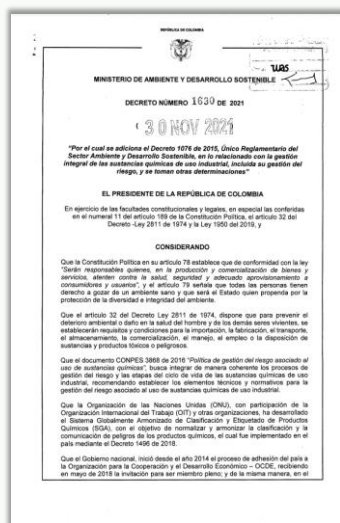 REPÚBLICA DE COLOMBIA
MINISTERIO DE AMBIENTE Y DESARROLLO SOSTENIBLE
DECRETO NÚMERO 1630 DE 2021
( 30 NOV 2021
"Por el cual se adiciona el Decreto 1076 de 2015, Único Reglamentario del
Sector Ambiente y Desarrollo Sostenible, en lo relacionado con la gestión
integral de las sustancias químicas de uso industrial, incluida su gestión del
riesgo, y se toman otras determinaciones"
EL PRESIDENTE DE LA REPÚBLICA DE COLOMBIA
En ejercicio de las facultades constitucionales y legales, en especial las conferidas
en el numeral 11 del artículo 189 de la Constitución Política, el artículo 32 del
Decreto -Ley 2811 de 1974 y la Ley 1950 de 2019, y
CONSIDERANDO
Que la Constitución Política en su artículo 78 establece que de conformidad con la ley
"Serán responsables quienes, en la producción y comercialización de bienes y
servicios, atenten contra la salud, seguridad y adecuado aprovisionamiento a
consumidores y usuarios", y el artículo 79 señala que todas las personas tienen
derecho a gozar de un ambiente sano y que será el Estado quien propenda por la
protección de la diversidad e integridad del ambiente.
Que el artículo 32 del Decreto Ley 2811 de 1974, dispone que para prevenir el
deterioro ambiental o daño en la salud del hombre y de los demás seres vivientes, se
establecerán requisitos y condiciones para la importación, la fabricación, el transporte,
el almacenamiento, la comercialización, el manejo, el empleo o la disposición de
sustancias y productos tóxicos o peligrosos.
Que el documento CONPES 3868 de 2016 "Política de gestión del riesgo asociado al
uso de sustancias químicas", busca integrar de manera coherente los procesos de
gestión del riesgo y las etapas del ciclo de vida de las sustancias químicas de uso
industrial, recomendando establecer los elementos técnicos y normativos para la
gestión del riesgo asociado al uso de sustancias químicas de uso industrial.
Que la Organización de las Naciones Unidas (ONU), con participación de la
Organización Internacional del Trabajo (OIT) y otras organizaciones, ha desarrollado
el Sistema Globalmente Armonizado de Clasificación y Etiquetado de Productos
Químicos (SGA), con el objetivo de normalizar y armonizar la clasificación y la
comunicación de peligros de los productos químicos, el cual fue implementado en el
país mediante el Decreto 1496 de 2018.
Que el Gobierno nacional, inició desde el año 2014 el proceso de adhesión del país a
la Organización para la Cooperación y el Desarrollo Económico – OCDE, recibiendo
en mayo de 2018 la invitación para ser miembro pleno; y de la misma manera, en el